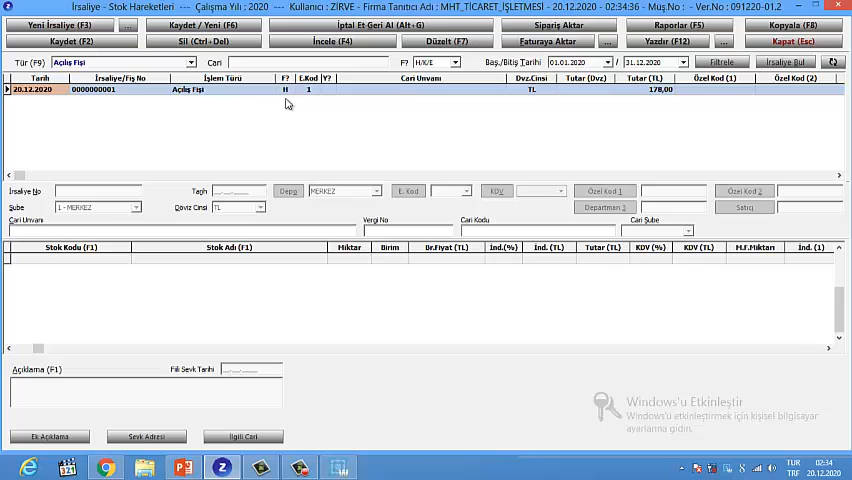 İrsaliye - Stok Hareketleri - Çalışma Yılı : 2020 - Kullanıcı : ZİRVE - Firma Tanıtıcı Adı : MHT_TİCARET_İŞLETMESİ - 20.12.2020 - 02:34:36 - Müş.No : - Ver.No : 091220-01.2
Yeni İrsaliye (F3) ... Kaydet / Yeni (F6) İptal Et-Geri Al (Alt+G) Sipariş Aktar Raporlar (F5) Kopyala (F8)
Kaydet (F2) Sil (Ctrl+Del) İncele (F4) Düzelt (F7) Faturaya Aktar ... Yazdır (F12) ... Kapat (Esc)
Tür (F9) Açılış Fişi Cari F? H/K/E Baş./Bitiş Tarihi 01.01.2020 / 31.12.2020 Filtrele İrsaliye Bul
Tarih İrsaliye/Fiş No İşlem Türü F? E.Kod Y? Cari Unvanı Dvz.Cinsi Tutar (Dvz) Tutar (TL) Özel Kod (1) Özel Kod (2)
20.12.2020 0000000001 Açılış Fişi H 1 TL 178,00
İrsaliye No Tarih __.__.____ Depo MERKEZ E. Kod KDV Özel Kod 1 Özel Kod 2
Şube 1 - MERKEZ Döviz Cinsi TL Departman 3 Satıcı
Cari Unvanı Vergi No Cari Kodu Cari Şube
Stok Kodu (F1) Stok Adı (F1) Miktar Birim Br.Fiyat (TL) İnd.(%) İnd. (TL) Tutar (TL) KDV (%) KDV (TL) M.F.Miktarı İnd. (1)
Açıklama (F1) Fiili Sevk Tarihi __.__.____
Windows'u Etkinleştir
Windows'u etkinleştirmek için kişisel bilgisayar
ayarlarına gidin.
Ek Açıklama Sevk Adresi İlgili Cari
TUR 02:34
TRF 20.12.2020